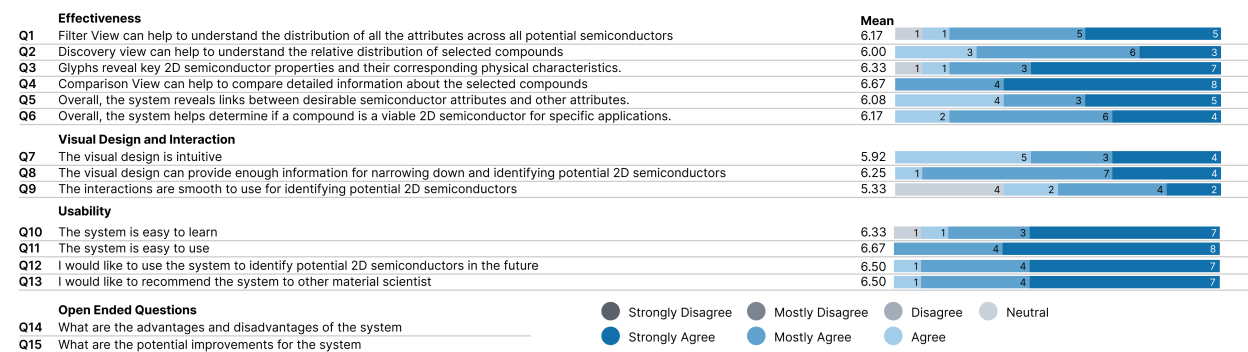 Effectiveness Mean
Q1 Filter View can help to understand the distribution of all the attributes across all potential semiconductors 6.17 1 1 5 5
Q2 Discovery view can help to understand the relative distribution of selected compounds 6.00 3 6 3
Q3 Glyphs reveal key 2D semiconductor properties and their corresponding physical characteristics. 6.33 1 1 3 7
Q4 Comparison View can help to compare detailed information about the selected compounds 6.67 4 8
Q5 Overall, the system reveals links between desirable semiconductor attributes and other attributes. 6.08 4 3 5
Q6 Overall, the system helps determine if a compound is a viable 2D semiconductor for specific applications. 6.17 2 6 4
Visual Design and Interaction
Q7 The visual design is intuitive 5.92 5 3 4
Q8 The visual design can provide enough information for narrowing down and identifying potential 2D semiconductors 6.25 1 7 4
Q9 The interactions are smooth to use for identifying potential 2D semiconductors 5.33 4 2 4 2
Usability
Q10 The system is easy to learn 6.33 1 1 3 7
Q11 The system is easy to use 6.67 4 8
Q12 I would like to use the system to identify potential 2D semiconductors in the future 6.50 1 4 7
Q13 I would like to recommend the system to other material scientist 6.50 1 4 7
Open Ended Questions
Q14 What are the advantages and disadvantages of the system
Q15 What are the potential improvements for the system
Strongly Disagree Mostly Disagree Disagree Neutral
Strongly Agree Mostly Agree Agree